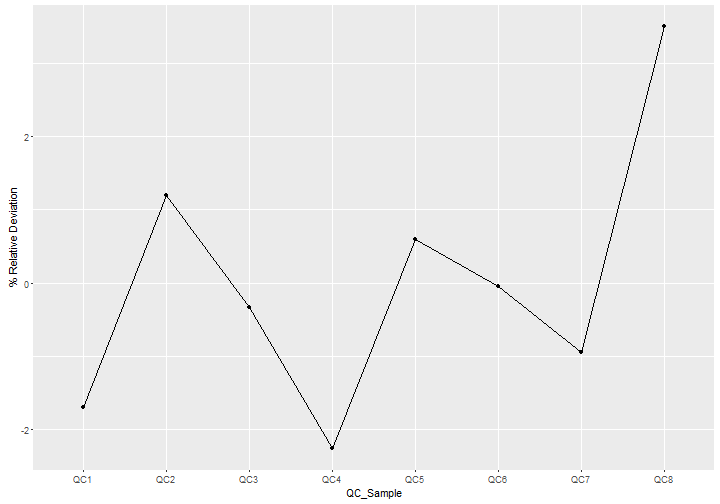 % Relative Deviation
2
0
-2
QC1 QC2 QC3 QC4 QC5 QC6 QC7 QC8
QC_Sample